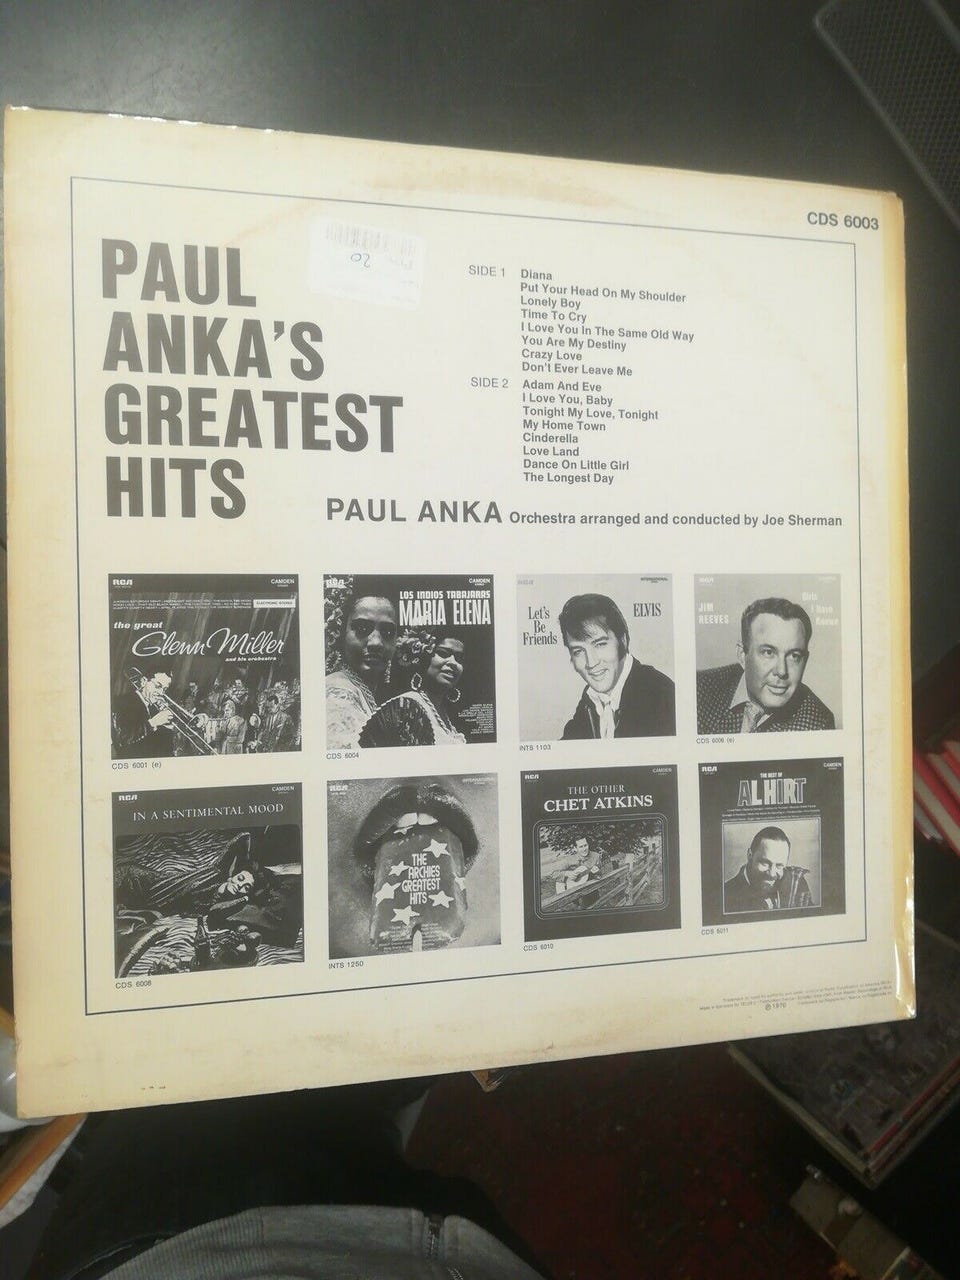 CDS 6003
PAUL
ANKA'S
GREATEST
HITS
SIDE 1 Diana
Put Your Head On My Shoulder
Lonely Boy
Time To Cry
I Love You In The Same Old Way
You Are My Destiny
Crazy Love
Don't Ever Leave Me
SIDE 2 Adam And Eve
I Love You, Baby
Tonight My Love, Tonight
My Home Town
Cinderella
Love Land
Dance On Little Girl
The Longest Day
PAUL ANKA Orchestra arranged and conducted by Joe Sherman
RCA CAMDEN
ELECTRONIC STEREO
the great
Glenn Miller
and his orchestra
CDS 6001 (e)
RCA CAMDEN
LOS INDIOS TABAJARAS
MARIA ELENA
CDS 6004
RCA INTERNATIONAL
Let's ELVIS
Be
Friends
INTS 1103
RCA
JIM Girls
REEVES I Have
Known
CDS 6006 (e)
RCA CAMDEN
IN A SENTIMENTAL MOOD
CDS 6008
RCA INTERNATIONAL
THE
ARCHIES
GREATEST
HITS
INTS 1250
RCA CAMDEN
THE OTHER
CHET ATKINS
CDS 6010
RCA CAMDEN
THE BEST OF
AL HIRT
CDS 6011
℗ 1970